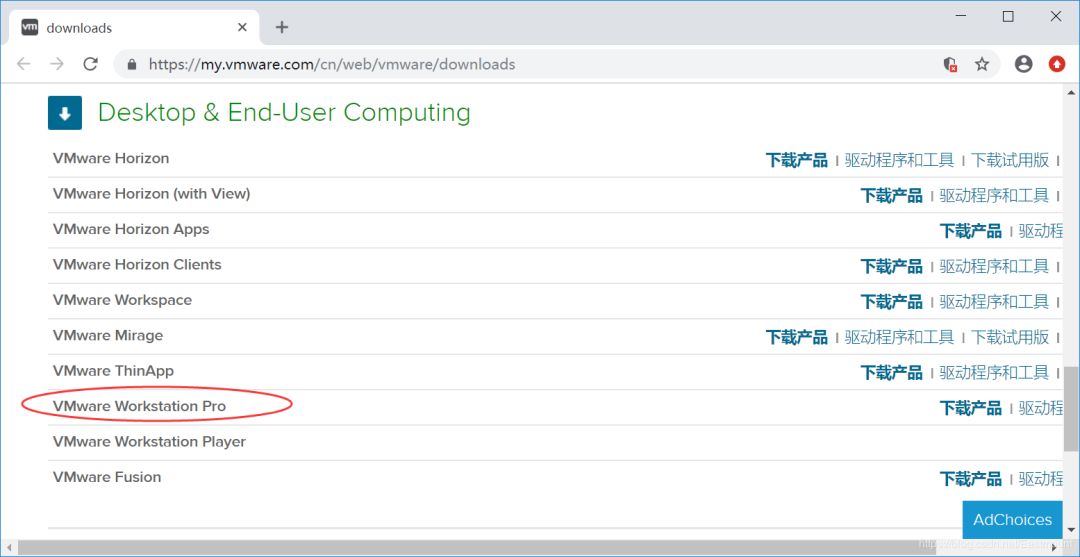 vm downloads
https://my.vmware.com/cn/web/vmware/downloads
Desktop & End-User Computing
VMware Horizon 下载产品 | 驱动程序和工具 | 下载试用版 |
VMware Horizon (with View) 下载产品 | 驱动程序和工具 |
VMware Horizon Apps 下载产品 | 驱动程
VMware Horizon Clients 下载产品 | 驱动程序和工具 |
VMware Workspace 下载产品 | 驱动程序和工具 |
VMware Mirage 下载产品 | 驱动程序和工具 | 下载试用版 |
VMware ThinApp 下载产品 | 驱动程序和工具 |
VMware Workstation Pro 下载产品 | 驱动程
VMware Workstation Player
VMware Fusion 下载产品 | 驱动程
AdChoices